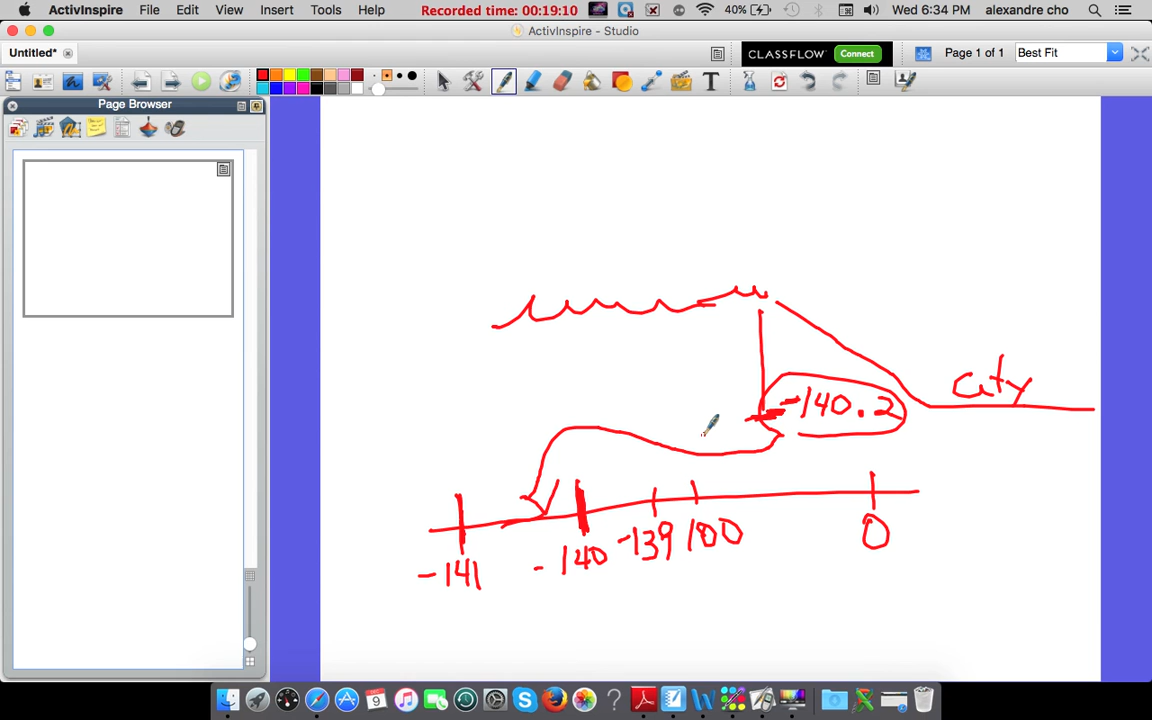 ActivInspire File Edit View Insert Tools Help Recorded time: 00:19:10 40% Wed 6:34 PM alexandre cho
ActivInspire - Studio
Untitled*
CLASSFLOW Connect Page 1 of 1 Best Fit
Page Browser
City
-140.2
-141 -140 -139 100 0
9